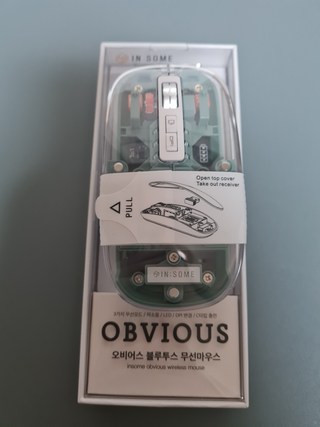 IN SOME
DPI
Open top cover
Take out receiver
PULL
IN:SOME
OBVIOUS
오비어스 블루투스 무선마우스
insome obvious wireless mouse